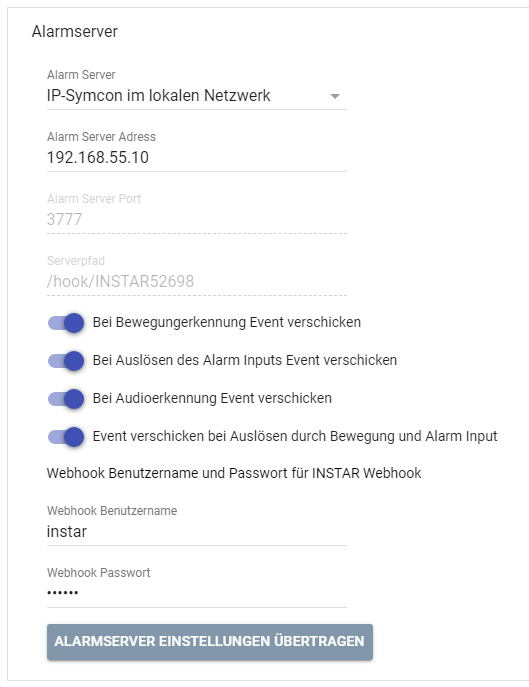 Alarmserver
Alarm Server
IP-Symcon im lokalen Netzwerk
Alarm Server Adress
192.168.55.10
Alarm Server Port
3777
Serverpfad
/hook/INSTAR52698
Bei Bewegungerkennung Event verschicken
Bei Auslösen des Alarm Inputs Event verschicken
Bei Audioerkennung Event verschicken
Event verschicken bei Auslösen durch Bewegung und Alarm Input
Webhook Benutzername und Passwort für INSTAR Webhook
Webhook Benutzername
instar
Webhook Passwort
••••••
ALARMSERVER EINSTELLUNGEN ÜBERTRAGEN